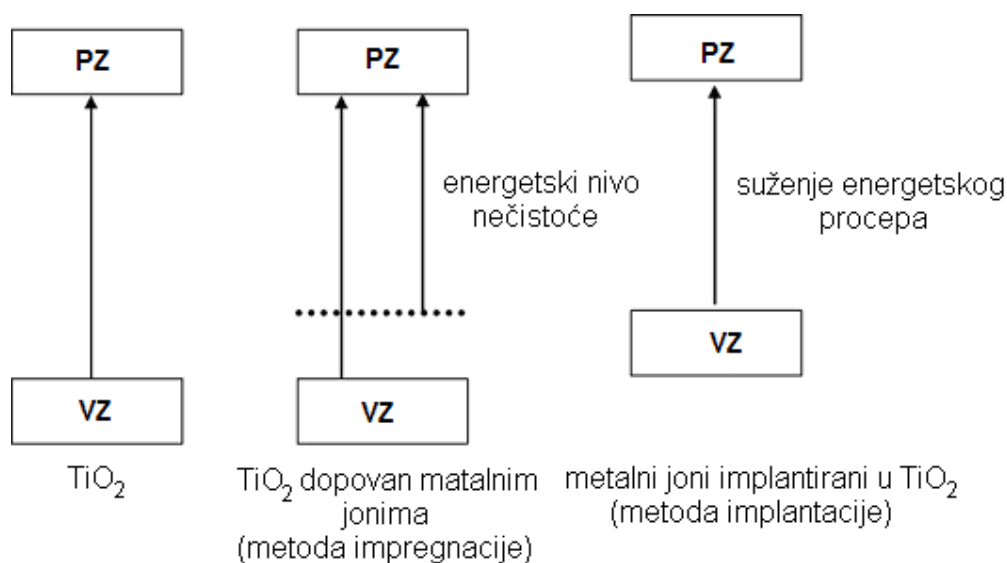 PZ
VZ
TiO₂
PZ
energetski nivo
nečistoće
VZ
TiO₂ dopovan matalnim
jonima
(metoda impregnacije)
PZ
suženje energetskog
procepa
VZ
metalni joni implantirani u TiO₂
(metoda implantacije)